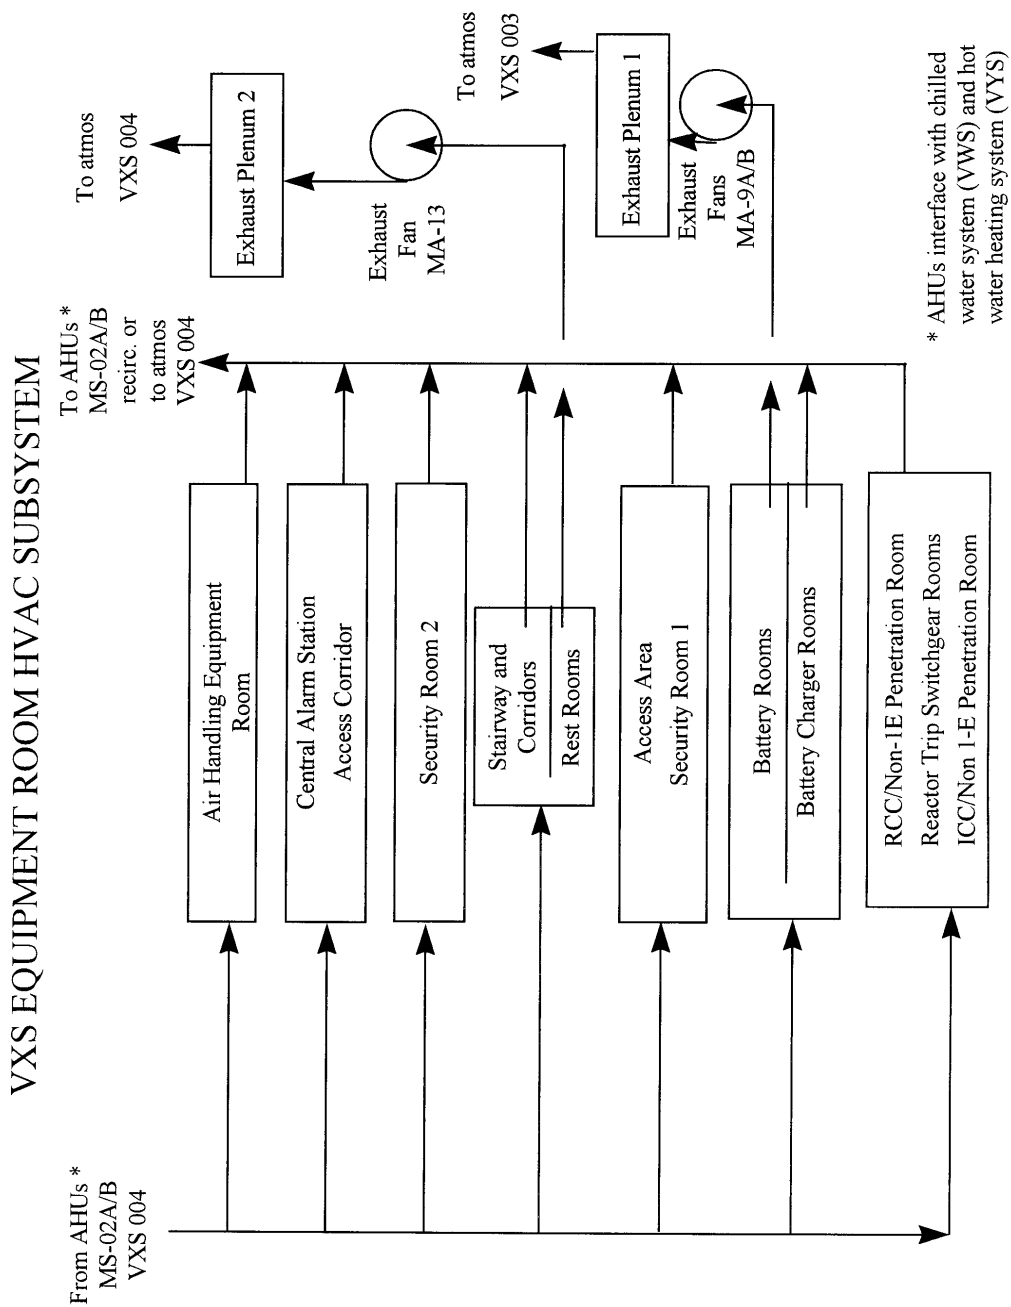 VXS EQUIPMENT ROOM HVAC SUBSYSTEM
From AHUs *
MS-02A/B
VXS 004
To AHUs *
MS-02A/B
recirc. or
to atmos
VXS 004
To atmos
VXS 004
Air Handling Equipment
Room
Exhaust Plenum 2
Central Alarm Station
Access Corridor
Security Room 2
Exhaust
Fan
MA-13
To atmos
VXS 003
Stairway and
Corridors
Rest Rooms
Exhaust Plenum 1
Access Area
Security Room 1
Exhaust
Fans
MA-9A/B
Battery Rooms
Battery Charger Rooms
RCC/Non-1E Penetration Room
Reactor Trip Switchgear Rooms
ICC/Non 1-E Penetration Room
* AHUs interface with chilled
water system (VWS) and hot
water heating system (VYS)